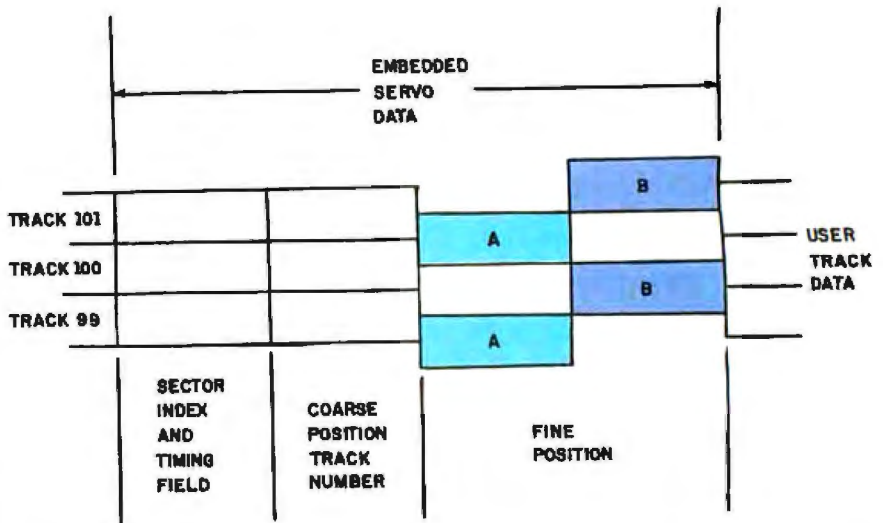 EMBEDDED
SERVO
DATA
B
TRACK 101
A
USER
TRACK 100
TRACK
DATA
B
TRACK 99
A
SECTOR
INDEX
AND
TIMING
FIELD
COARSE
POSITION
TRACK
NUMBER
FINE
POSITION